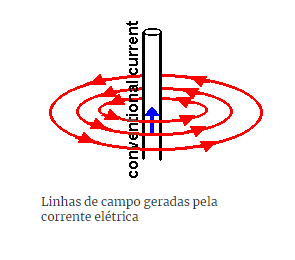 conventional current
Linhas de campo geradas pela
corrente elétrica